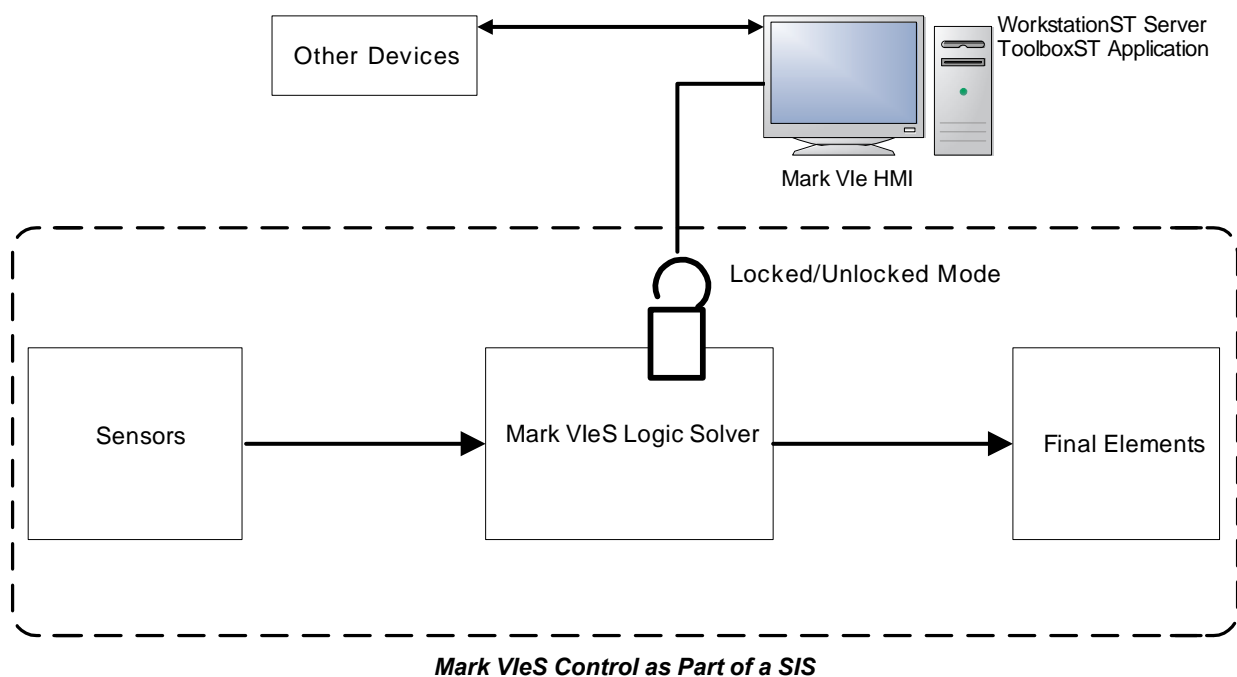 Other Devices
WorkstationST Server
ToolboxST Application
Mark VIe HMI
Locked/Unlocked Mode
Sensors
Mark VIeS Logic Solver
Final Elements
Mark VIeS Control as Part of a SIS